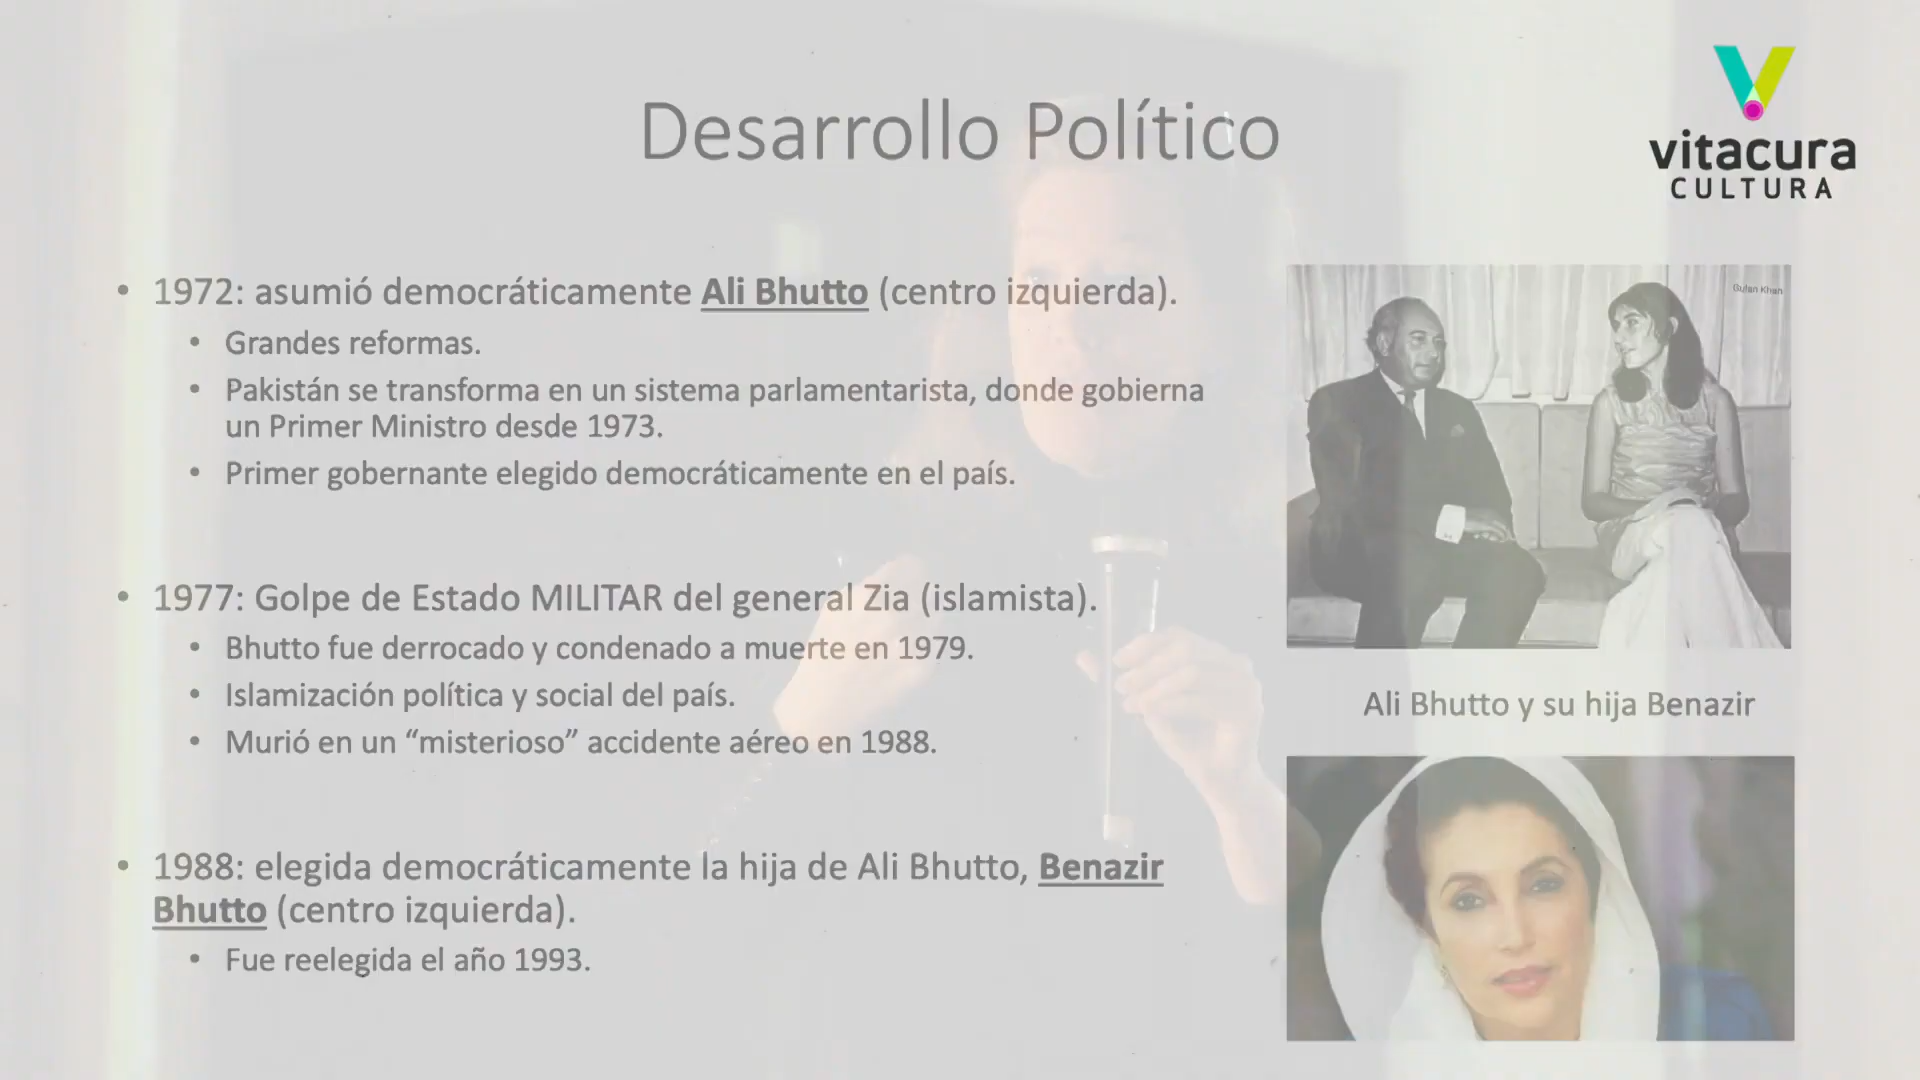 Desarrollo Político
vitacura
CULTURA
• 1972: asumió democráticamente Ali Bhutto (centro izquierda).
• Grandes reformas.
• Pakistán se transforma en un sistema parlamentarista, donde gobierna
un Primer Ministro desde 1973.
• Primer gobernante elegido democráticamente en el país.
• 1977: Golpe de Estado MILITAR del general Zia (islamista).
• Bhutto fue derrocado y condenado a muerte en 1979.
• Islamización política y social del país.
• Murió en un “misterioso” accidente aéreo en 1988.
• 1988: elegida democráticamente la hija de Ali Bhutto, Benazir
Bhutto (centro izquierda).
• Fue reelegida el año 1993.
Gulan Khan
Ali Bhutto y su hija Benazir